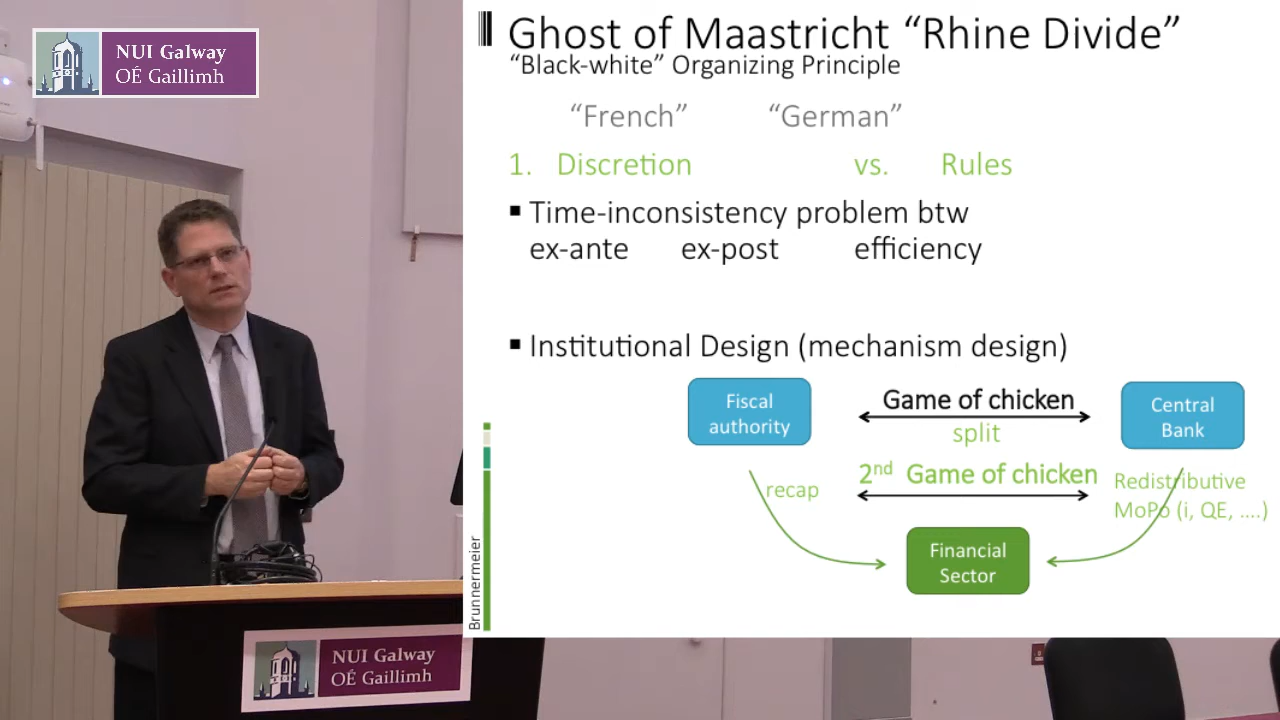 NUI Galway
OÉ Gaillimh
Ghost of Maastricht “Rhine Divide”
“Black-white” Organizing Principle
“French” “German”
1. Discretion vs. Rules
▪ Time-inconsistency problem btw
ex-ante ex-post efficiency
▪ Institutional Design (mechanism design)
Fiscal
authority
Game of chicken
split
Central
Bank
2nd Game of chicken
recap
Redistributive
MoPo (i, QE, ....)
Financial
Sector
Brunnermeier
NUI Galway
OÉ Gaillimh